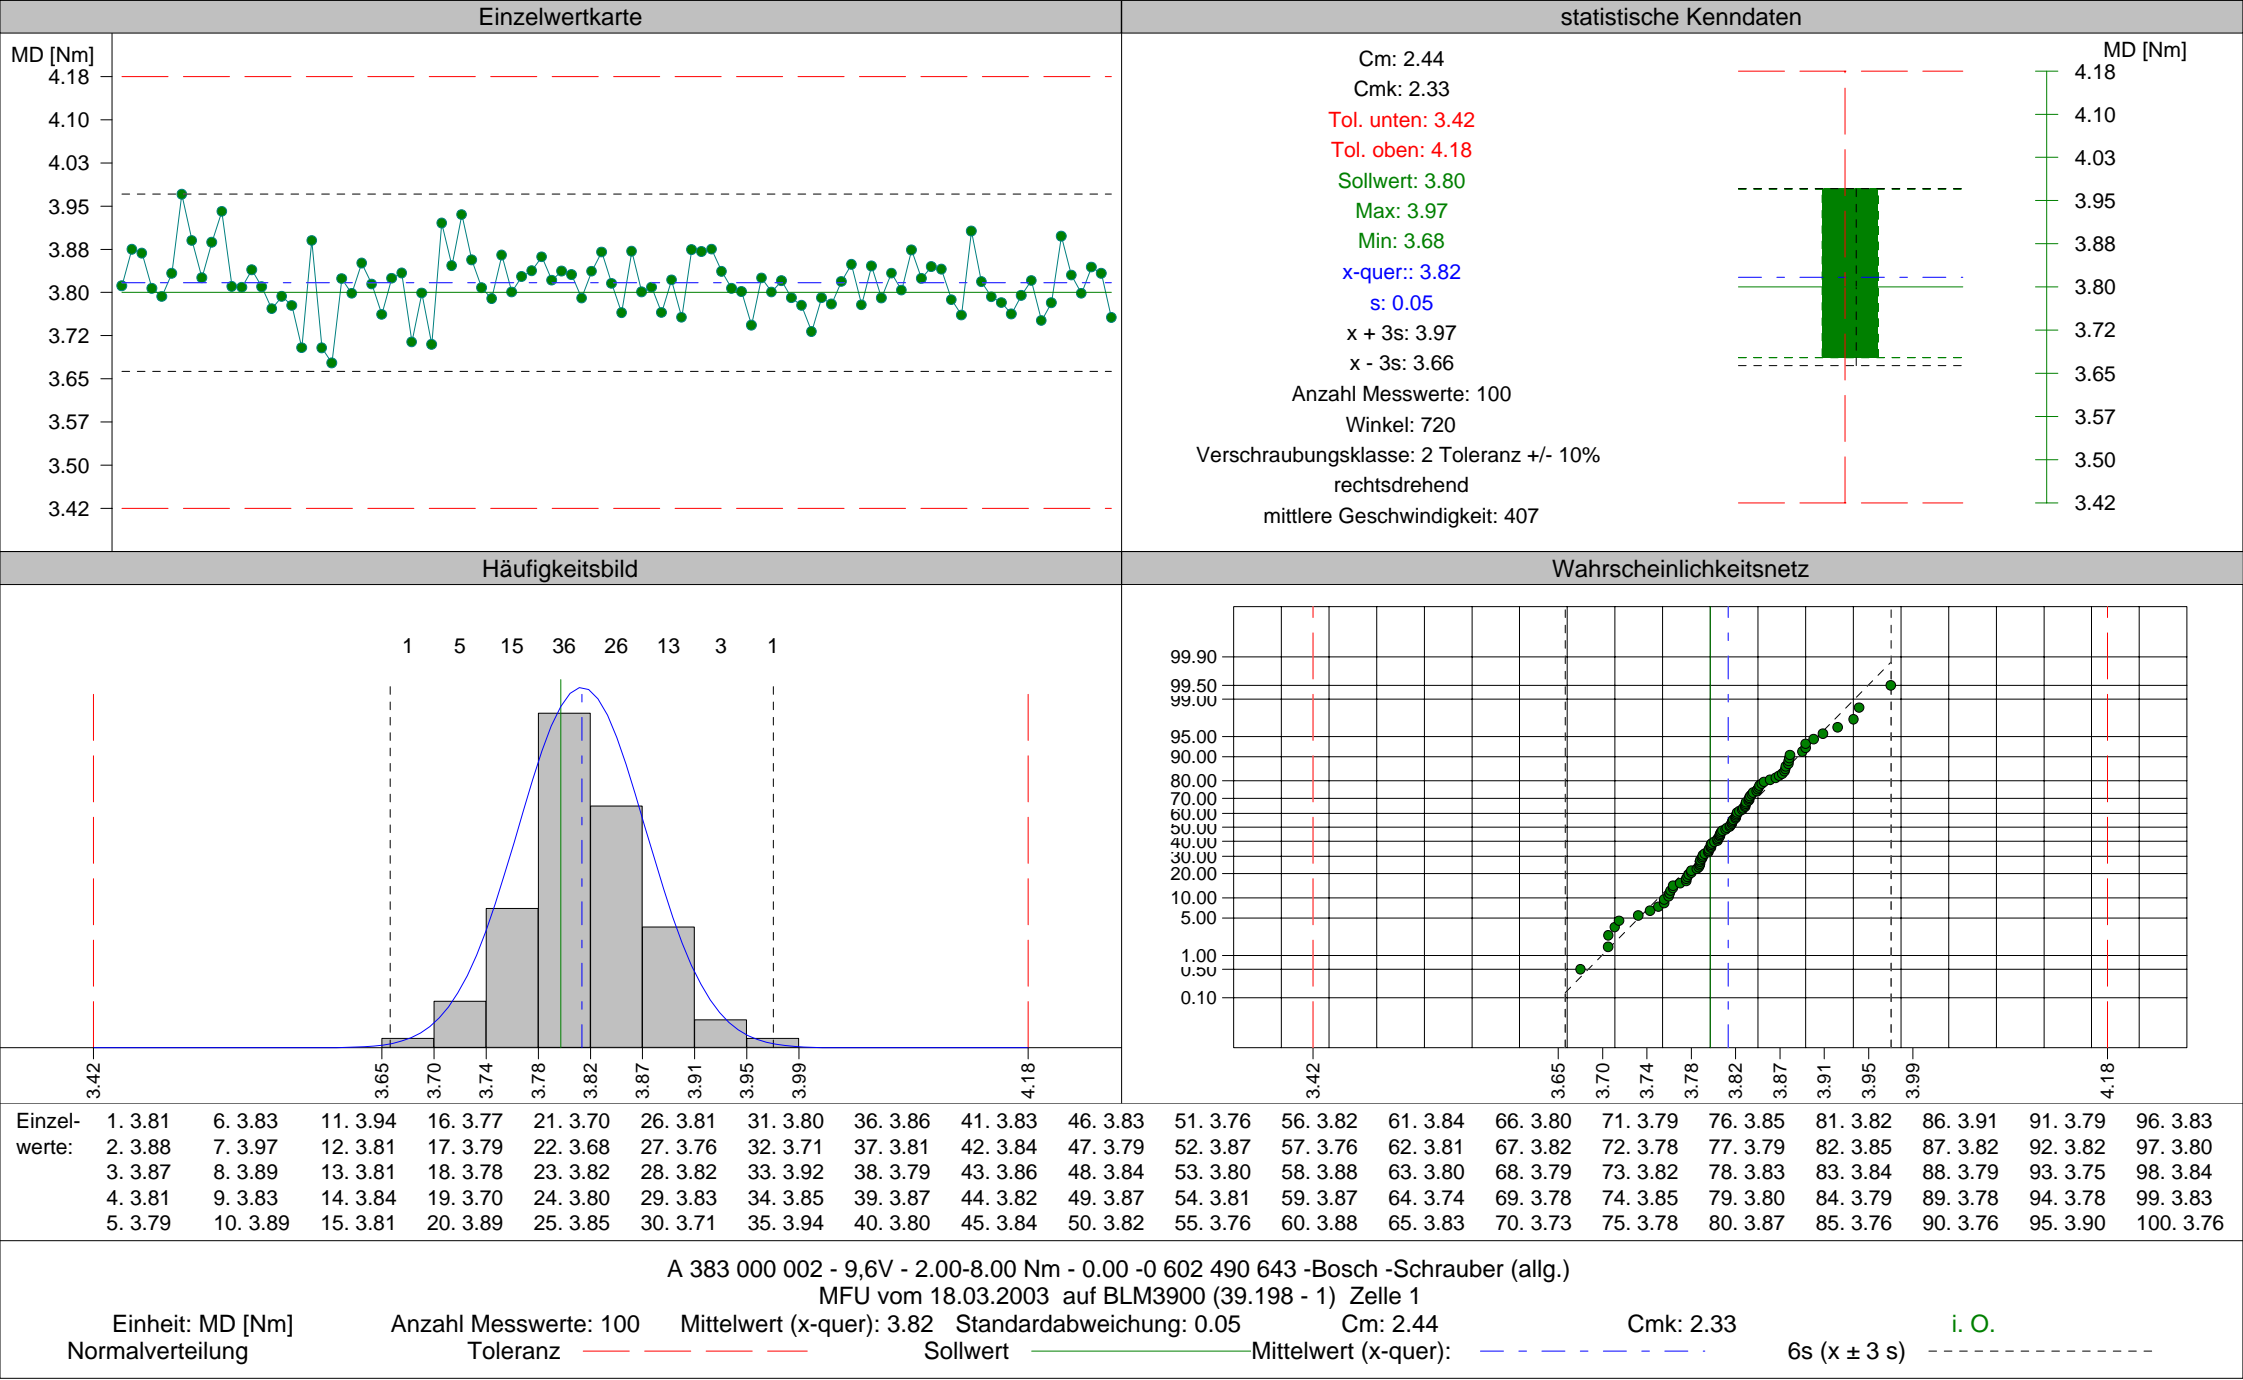 Einzelwertkarte
MD [Nm]
4.18
4.10
4.03
3.95
3.88
3.80
3.72
3.65
3.57
3.50
3.42
statistische Kenndaten
Cm: 2.44
Cmk: 2.33
Tol. unten: 3.42
Tol. oben: 4.18
Sollwert: 3.80
Max: 3.97
Min: 3.68
x-quer:: 3.82
s: 0.05
x + 3s: 3.97
x - 3s: 3.66
Anzahl Messwerte: 100
Winkel: 720
Verschraubungsklasse: 2 Toleranz +/- 10%
rechtsdrehend
mittlere Geschwindigkeit: 407
MD [Nm]
4.18
4.10
4.03
3.95
3.88
3.80
3.72
3.65
3.57
3.50
3.42
Häufigkeitsbild
1 5 15 36 26 13 3 1
3.42 3.65 3.70 3.74 3.78 3.82 3.87 3.91 3.95 3.99 4.18
Wahrscheinlichkeitsnetz
99.90
99.50
99.00
95.00
90.00
80.00
70.00
60.00
50.00
40.00
30.00
20.00
10.00
5.00
1.00
0.50
0.10
3.42 3.65 3.70 3.74 3.78 3.82 3.87 3.91 3.95 3.99 4.18
Einzel- 1. 3.81 6. 3.83 11. 3.94 16. 3.77 21. 3.70 26. 3.81 31. 3.80 36. 3.86 41. 3.83 46. 3.83 51. 3.76 56. 3.82 61. 3.84 66. 3.80 71. 3.79 76. 3.85 81. 3.82 86. 3.91 91. 3.79 96. 3.83
werte: 2. 3.88 7. 3.97 12. 3.81 17. 3.79 22. 3.68 27. 3.76 32. 3.71 37. 3.81 42. 3.84 47. 3.79 52. 3.87 57. 3.76 62. 3.81 67. 3.82 72. 3.78 77. 3.79 82. 3.85 87. 3.82 92. 3.82 97. 3.80
3. 3.87 8. 3.89 13. 3.81 18. 3.78 23. 3.82 28. 3.82 33. 3.92 38. 3.79 43. 3.86 48. 3.84 53. 3.80 58. 3.88 63. 3.80 68. 3.79 73. 3.82 78. 3.83 83. 3.84 88. 3.79 93. 3.75 98. 3.84
4. 3.81 9. 3.83 14. 3.84 19. 3.70 24. 3.80 29. 3.83 34. 3.85 39. 3.87 44. 3.82 49. 3.87 54. 3.81 59. 3.87 64. 3.74 69. 3.78 74. 3.85 79. 3.80 84. 3.79 89. 3.78 94. 3.78 99. 3.83
5. 3.79 10. 3.89 15. 3.81 20. 3.89 25. 3.85 30. 3.71 35. 3.94 40. 3.80 45. 3.84 50. 3.82 55. 3.76 60. 3.88 65. 3.83 70. 3.73 75. 3.78 80. 3.87 85. 3.76 90. 3.76 95. 3.90 100. 3.76
A 383 000 002 - 9,6V - 2.00-8.00 Nm - 0.00 -0 602 490 643 -Bosch -Schrauber (allg.)
MFU vom 18.03.2003 auf BLM3900 (39.198 - 1) Zelle 1
Einheit: MD [Nm] Anzahl Messwerte: 100 Mittelwert (x-quer): 3.82 Standardabweichung: 0.05 Cm: 2.44 Cmk: 2.33 i. O.
Normalverteilung Toleranz Sollwert Mittelwert (x-quer): 6s (x ± 3 s)